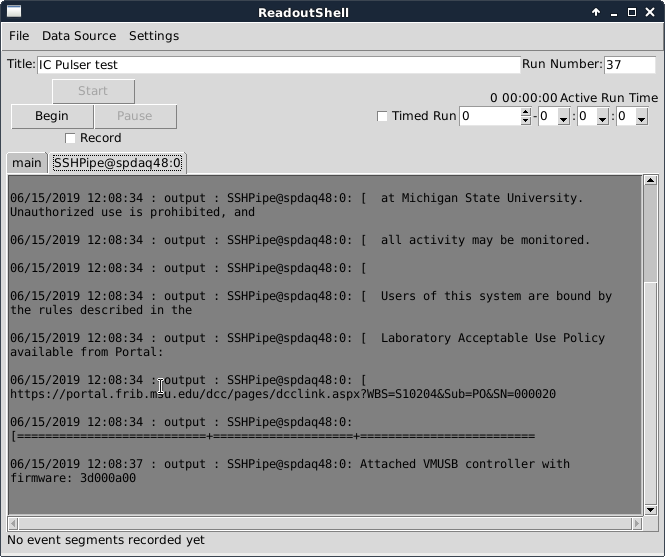 ReadoutShell
File Data Source Settings
Title: IC Pulser test Run Number: 37
Start
0 00:00:00 Active Run Time
Begin Pause Timed Run 0 - 0 : 0 : 0
Record
main SSHPipe@spdaq48:0
06/15/2019 12:08:34 : output : SSHPipe@spdaq48:0: [  at Michigan State University.
Unauthorized use is prohibited, and
06/15/2019 12:08:34 : output : SSHPipe@spdaq48:0: [  all activity may be monitored.
06/15/2019 12:08:34 : output : SSHPipe@spdaq48:0: [
06/15/2019 12:08:34 : output : SSHPipe@spdaq48:0: [  Users of this system are bound by
the rules described in the
06/15/2019 12:08:34 : output : SSHPipe@spdaq48:0: [  Laboratory Acceptable Use Policy
available from Portal:
06/15/2019 12:08:34 : output : SSHPipe@spdaq48:0: [
https://portal.frib.msu.edu/dcc/pages/dcclink.aspx?WBS=S10204&Sub=PO&SN=000020
06/15/2019 12:08:34 : output : SSHPipe@spdaq48:0:
[===========================+====================+=========================
06/15/2019 12:08:37 : output : SSHPipe@spdaq48:0: Attached VMUSB controller with
firmware: 3d000a00
No event segments recorded yet